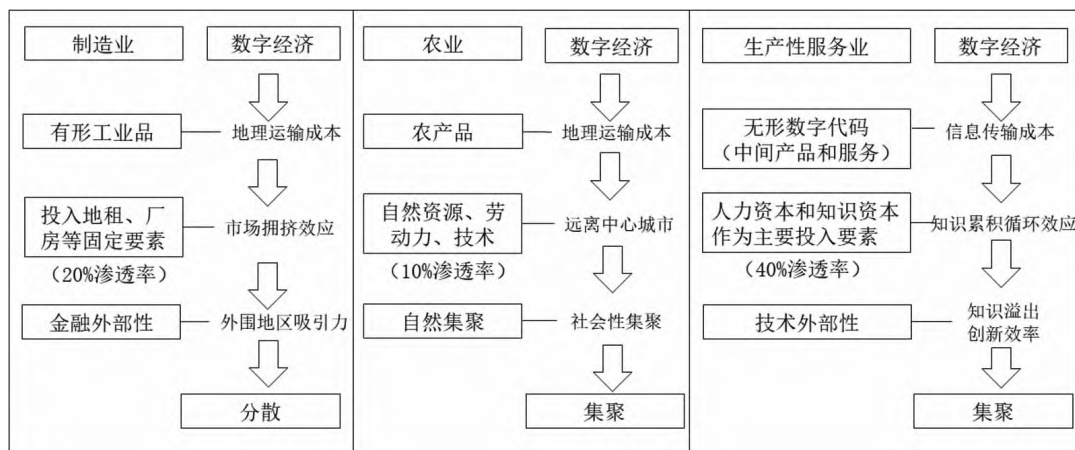 制造业
数字经济
有形工业品
地理运输成本
投入地租、厂
房等固定要素
市场拥挤效应
（20%渗透率）
金融外部性
外围地区吸引力
分散
农业
数字经济
农产品
地理运输成本
自然资源、劳
动力、技术
远离中心城市
（10%渗透率）
自然集聚
社会性集聚
集聚
生产性服务业
数字经济
无形数字代码
（中间产品和服务）
信息传输成本
人力资本和知识资本
作为主要投入要素
知识累积循环效应
（40%渗透率）
技术外部性
知识溢出
创新效率
集聚